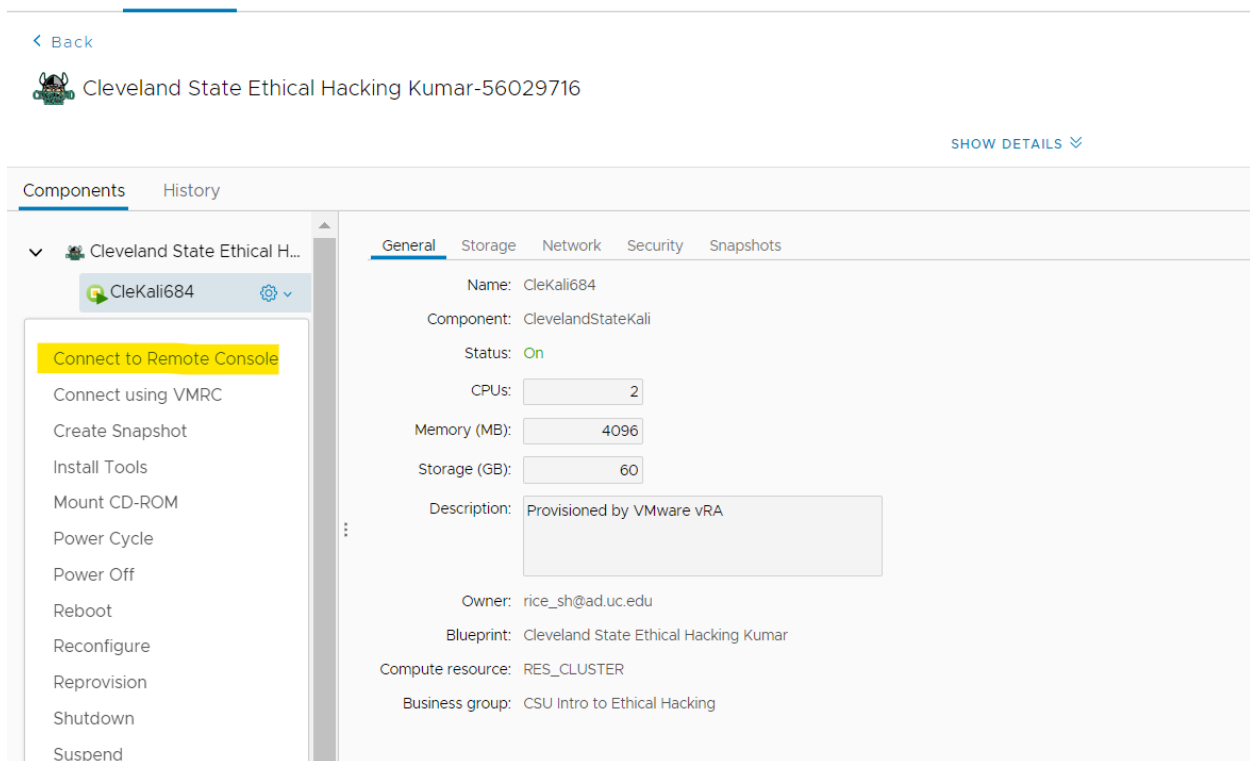 Back
Cleveland State Ethical Hacking Kumar-56029716
SHOW DETAILS
Components History
Cleveland State Ethical H...
CleKali684
Connect to Remote Console
Connect using VMRC
Create Snapshot
Install Tools
Mount CD-ROM
Power Cycle
Power Off
Reboot
Reconfigure
Reprovision
Shutdown
Suspend
General Storage Network Security Snapshots
Name: CleKali684
Component: ClevelandStateKali
Status: On
CPUs: 2
Memory (MB): 4096
Storage (GB): 60
Description: Provisioned by VMware vRA
Owner: rice_sh@ad.uc.edu
Blueprint: Cleveland State Ethical Hacking Kumar
Compute resource: RES_CLUSTER
Business group: CSU Intro to Ethical Hacking